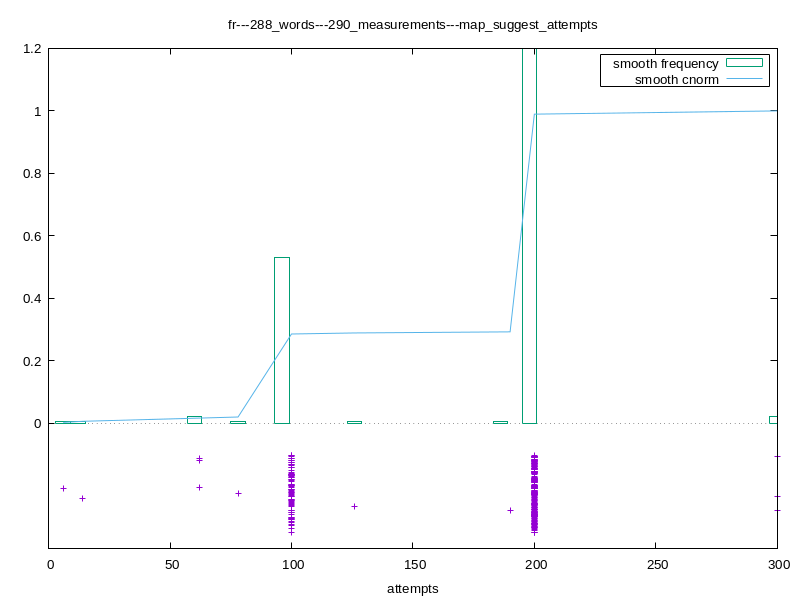 fr---288_words---290_measurements---map_suggest_attempts
1.2
smooth frequency
smooth cnorm
1
0.8
0.6
0.4
0.2
0
0 50 100 150 200 250 300
attempts